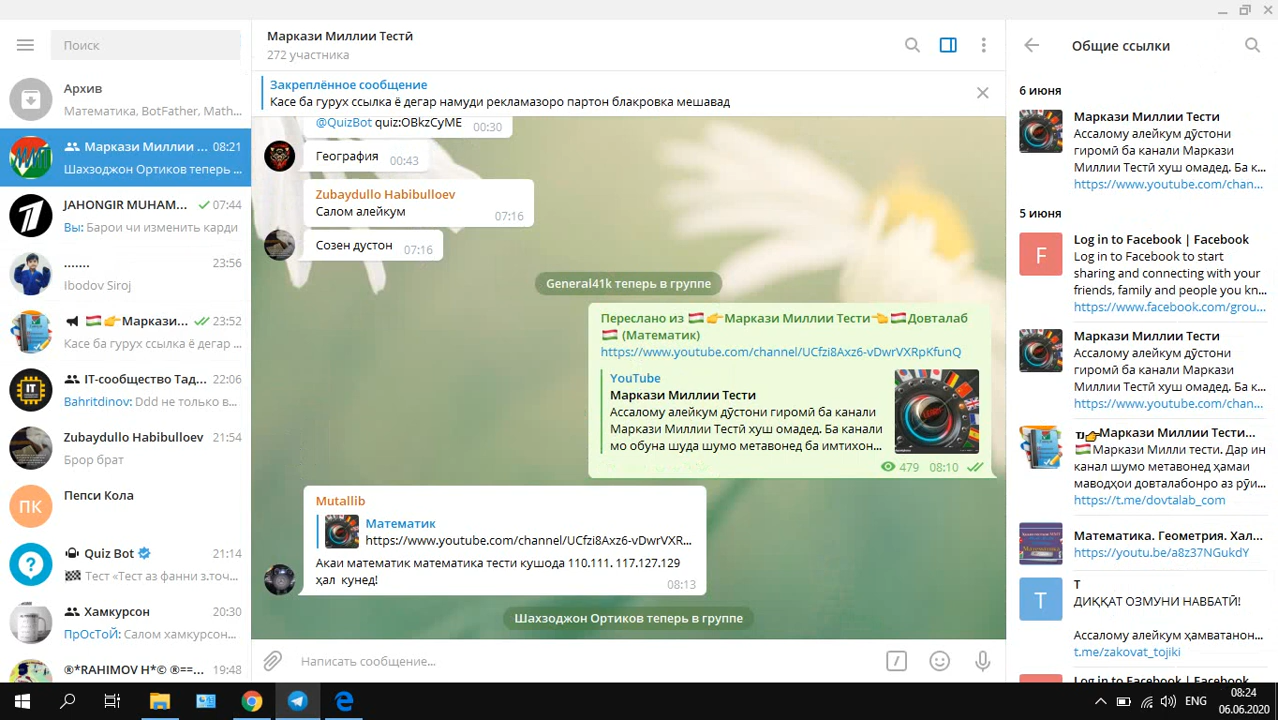 Поиск
Архив
Математика, BotFather, Math...
Маркази Миллии ...
08:21
Шахзоджон Ортиков теперь ...
JAHONGIR MUHAM...
07:44
Вы: Барои чи изменить карди
.......
23:56
Ibodov Siroj
Маркази...
23:52
Касе ба гурух ссылка ё дегар ...
IT-сообщество Тад...
22:06
Bahritdinov: Ddd не только в...
Zubaydullo Habibulloev
21:54
Брор брат
ПК
Пепси Кола
Quiz Bot
21:14
Тест «Тест аз фанни з.точ...
Хамкурсон
20:30
ПрОсТоЙ: Салом хамкурсон...
®*RAHIMOV H*© ®==...
19:48
Маркази Миллии Тестӣ
272 участника
Закреплённое сообщение
Касе ба гурух ссылка ё дегар намуди рекламазоро партон блакровка мешавад
@QuizBot quiz:OBkzCyME
00:30
География
00:43
Zubaydullo Habibulloev
Салом алейкум
07:16
Созен дустон
07:16
General41k теперь в группе
Переслано из Маркази Миллии Тести Довталаб
(Математик)
https://www.youtube.com/channel/UCfzi8Axz6-vDwrVXRpKfunQ
YouTube
Маркази Миллии Тести
Ассалому алейкум дӯстони гиромӣ ба канали
Маркази Миллии Тестӣ хуш омадед. Ба канали
мо обуна шуда шумо метавонед ба имтихон...
479 08:10
Mutallib
Математик
https://www.youtube.com/channel/UCfzi8Axz6-vDwrVXR...
Акаи математик математика тести кушода 110.111. 117.127.129
ҳал кунед!
08:13
Шахзоджон Ортиков теперь в группе
Написать сообщение...
Общие ссылки
6 июня
Маркази Миллии Тести
Ассалому алейкум дӯстони
гиромӣ ба канали Маркази
Миллии Тестӣ хуш омадед. Ба к...
https://www.youtube.com/chan...
5 июня
F
Log in to Facebook | Facebook
Log in to Facebook to start
sharing and connecting with your
friends, family and people you kn...
https://www.facebook.com/grou...
Маркази Миллии Тести
Ассалому алейкум дӯстони
гиромӣ ба канали Маркази
Миллии Тестӣ хуш омадед. Ба к...
https://www.youtube.com/chan...
Маркази Миллии Тести...
Маркази Милли тести. Дар ин
канал шумо метавонед ҳамаи
маводҳои довталабонро аз рӯи...
https://t.me/dovtalab_com
Математика. Геометрия. Хал...
https://youtu.be/a8z37NGukdY
T
Т
ДИҚҚАТ ОЗМУНИ НАВБАТӢ!
Ассалому алейкум ҳамватанон...
t.me/zakovat_tojiki
Log in to Facebook | Facebook
ENG
08:24
06.06.2020